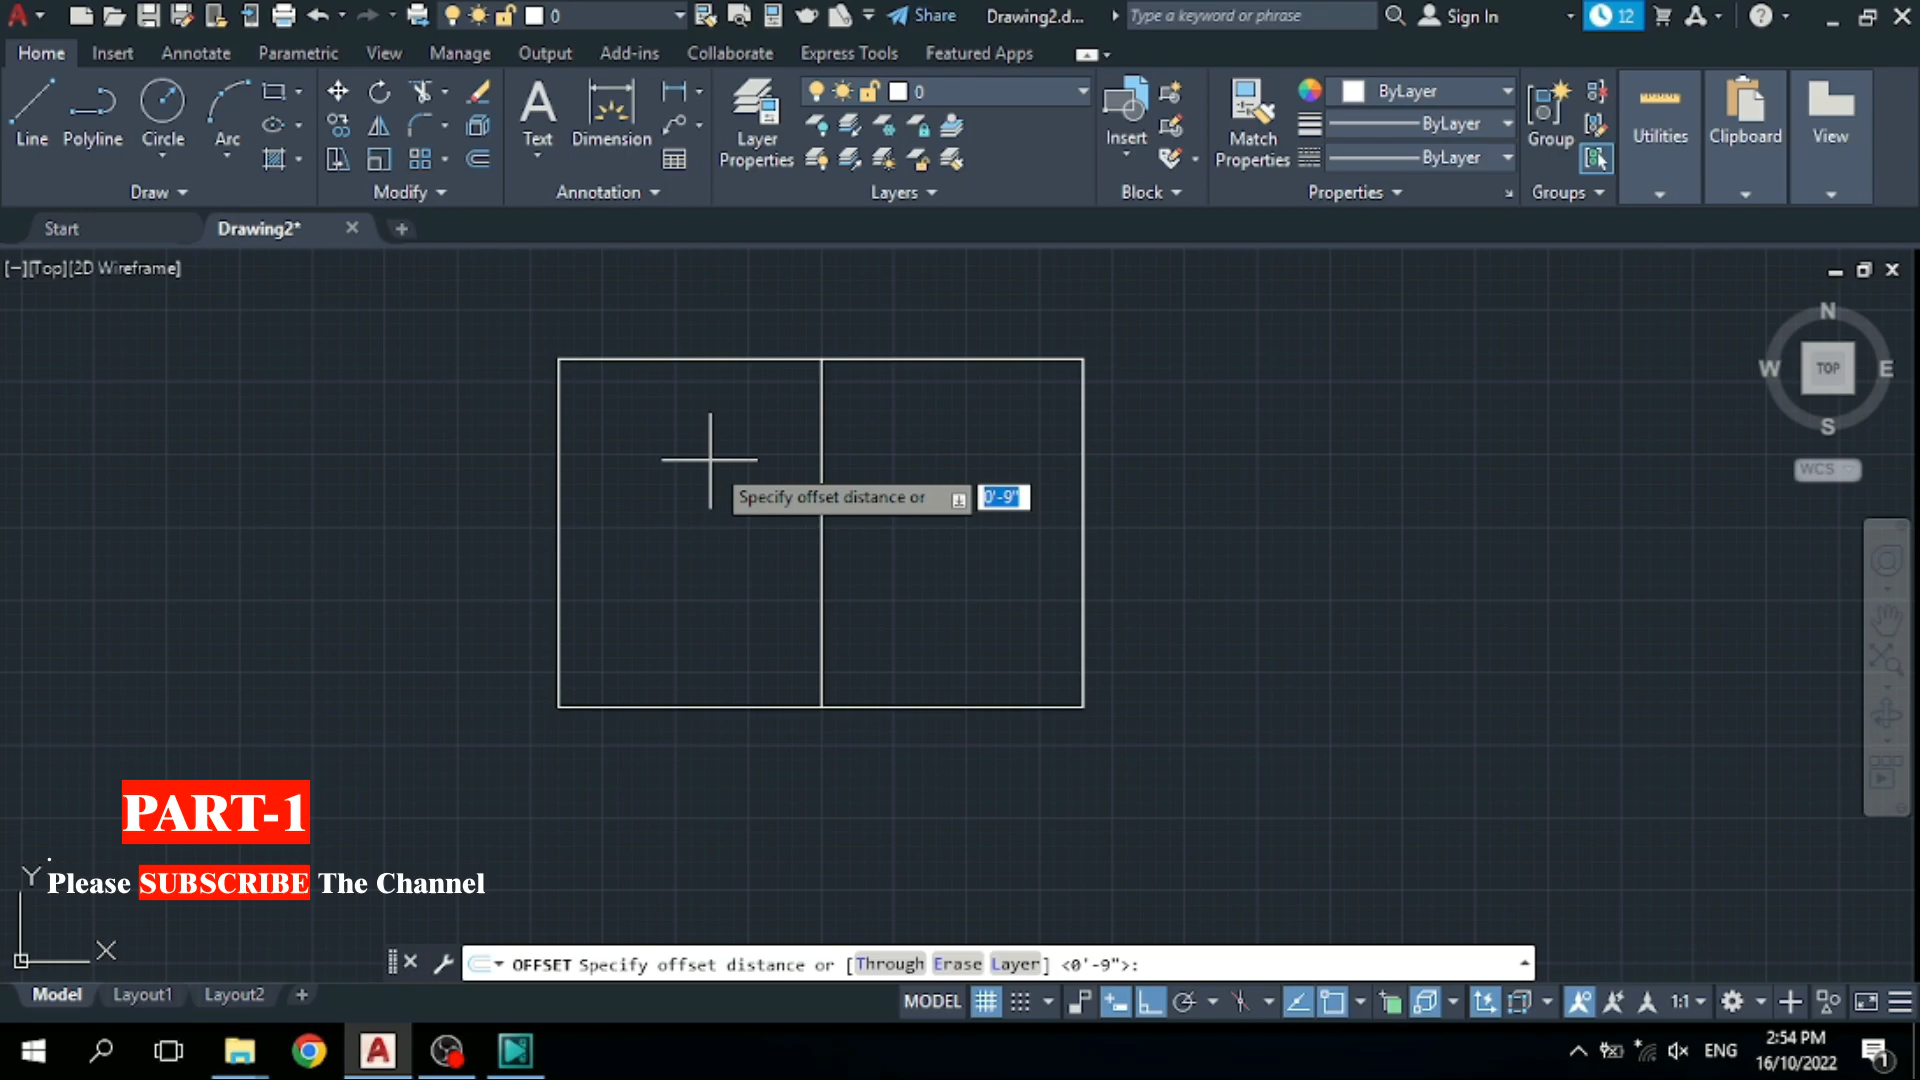 0
Share
Drawing2.d...
Type a keyword or phrase
Sign In
12
Home
Insert
Annotate
Parametric
View
Manage
Output
Add-ins
Collaborate
Express Tools
Featured Apps
Line
Polyline
Circle
Arc
Draw
Modify
Text
Dimension
Annotation
Layer
Properties
0
Layers
Insert
Block
Match
Properties
ByLayer
ByLayer
ByLayer
Properties
Group
Groups
Utilities
Clipboard
View
Start
Drawing2*
[−][Top][2D Wireframe]
N
W
TOP
E
S
WCS
Specify offset distance or
0'-9"
PART-1
Please SUBSCRIBE The Channel
Y
X
OFFSET Specify offset distance or [Through Erase Layer] <0'-9">:
Model
Layout1
Layout2
MODEL
1:1
ENG
2:54 PM
16/10/2022
1